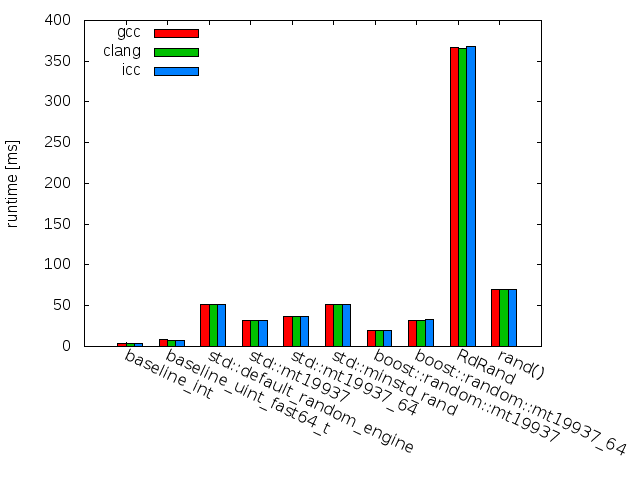 400
350
300
250
200
150
100
50
0
runtime [ms]
gcc
clang
icc
baseline_int
baseline_uint_fast64_t
std::default_random_engine
std::mt19937
std::mt19937_64
std::minstd_rand
boost::random::mt19937
boost::random::mt19937_64
RdRand
rand()